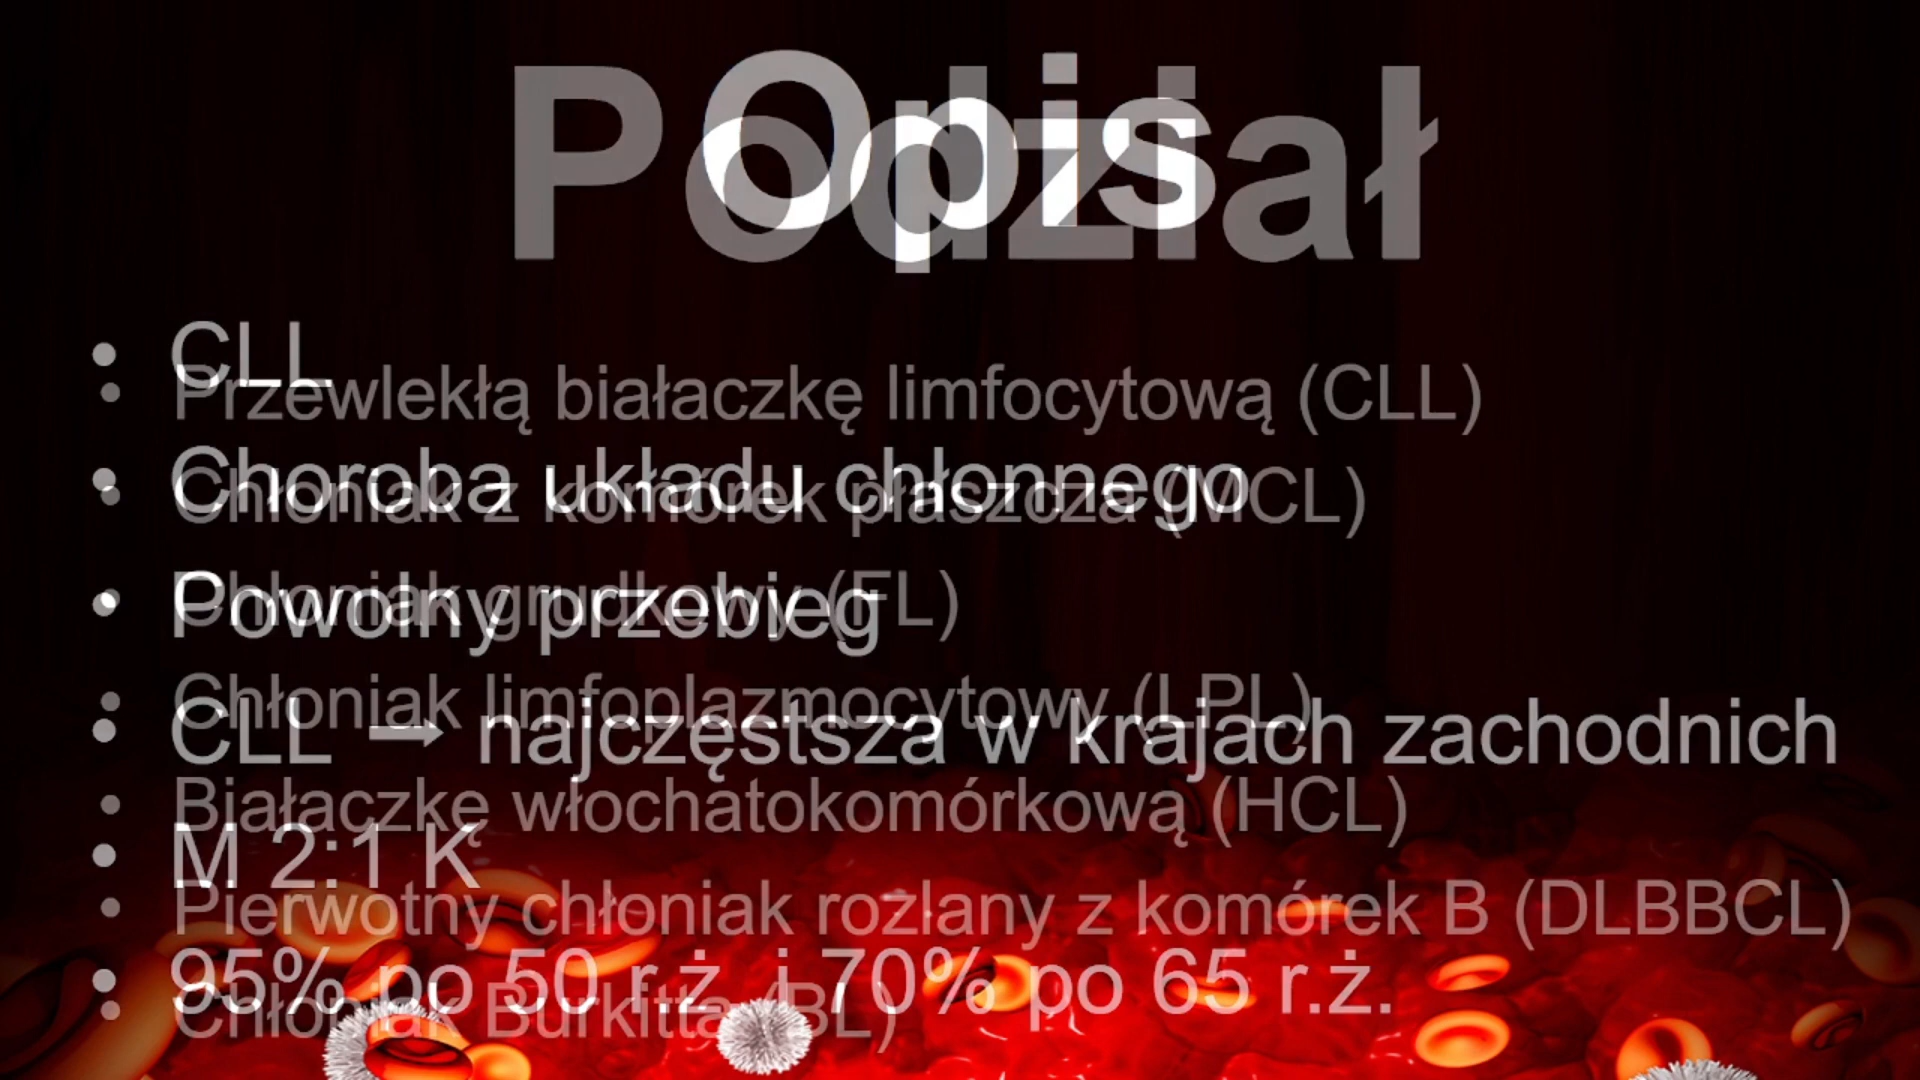 Podział
Przewlekłą białaczkę limfocytową (CLL)
Chłoniak z komórek płaszcza (MCL)
Chłoniak grudkowy (FL)
Chłoniak limfoplazmocytowy (LPL)
Białaczkę włochatokomórkową (HCL)
Pierwotny chłoniak rozlany z komórek B (DLBBCL)
Chłoniak Burkitta (BL)
Opis
CLL
Choroba układu chłonnego
Powolny przebieg
CLL → najczęstsza w krajach zachodnich
M 2:1 K
95% po 50 r.ż. i 70% po 65 r.ż.